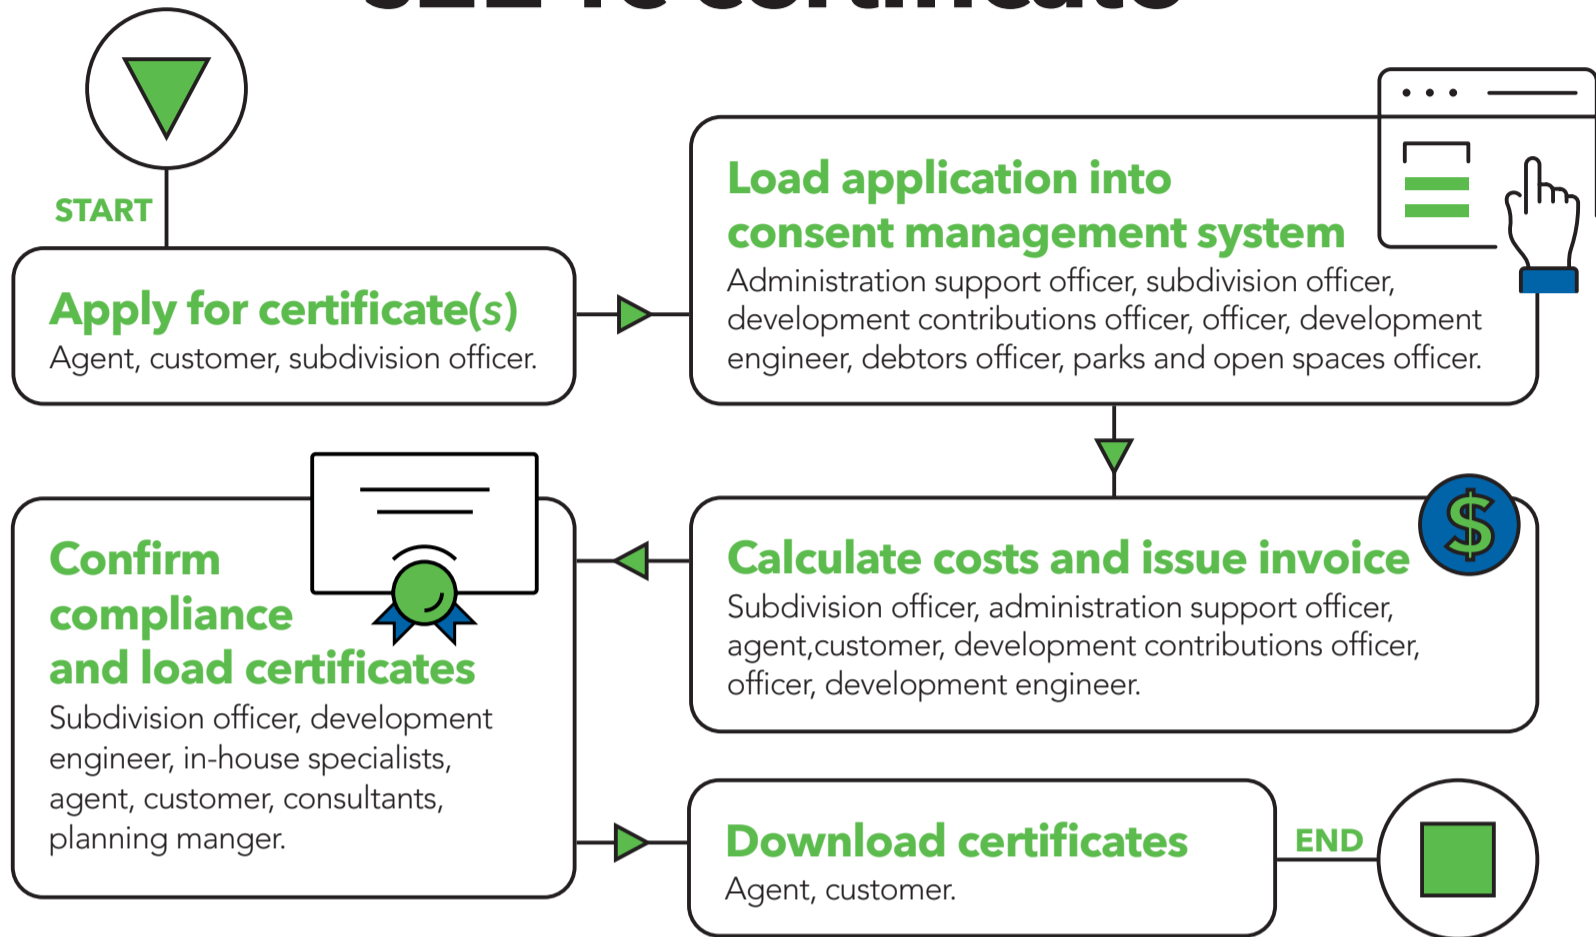 s224c certificate
START
Apply for certificate(s)
Agent, customer, subdivision officer.
Load application into
consent management system
Administration support officer, subdivision officer,
development contributions officer, officer, development
engineer, debtors officer, parks and open spaces officer.
Calculate costs and issue invoice
Subdivision officer, administration support officer,
agent,customer, development contributions officer,
officer, development engineer.
$
Confirm
compliance
and load certificates
Subdivision officer, development
engineer, in-house specialists,
agent, customer, consultants,
planning manger.
Download certificates
Agent, customer.
END